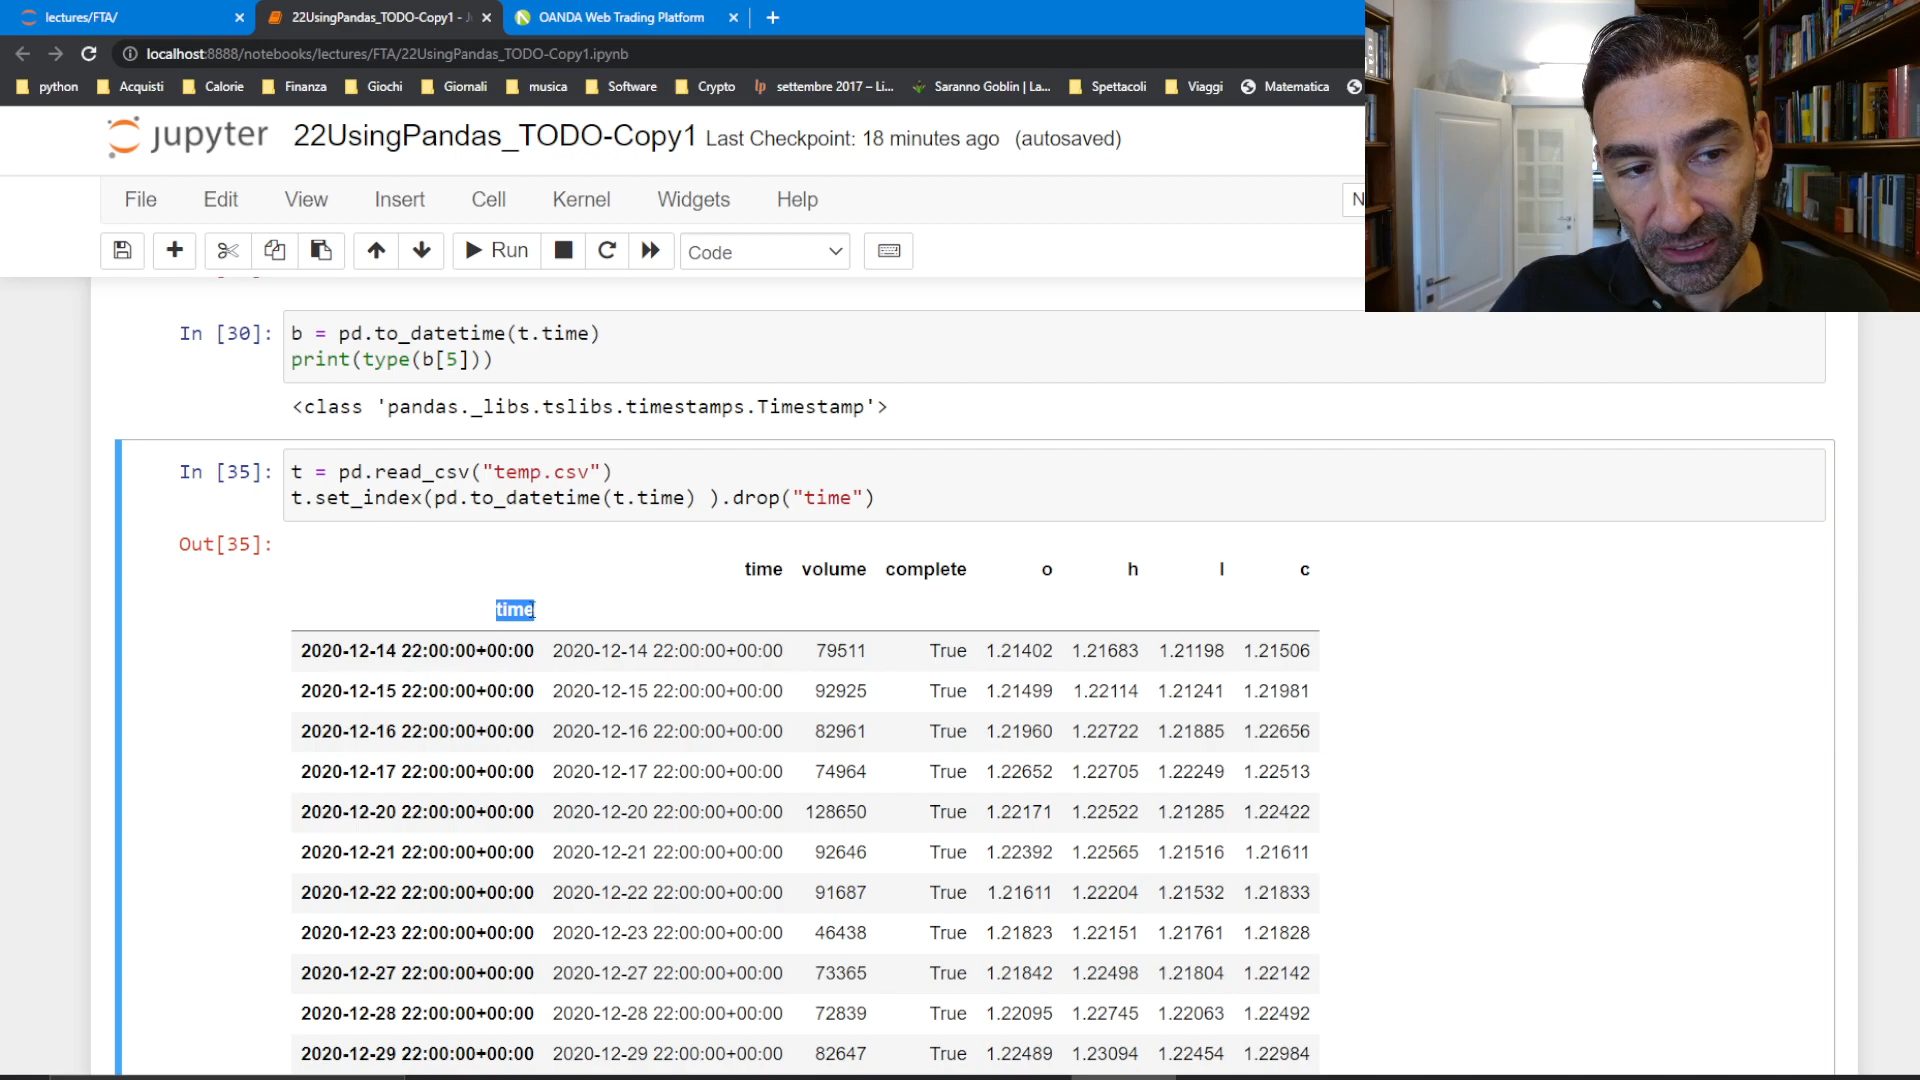 lectures/FTA/
22UsingPandas_TODO-Copy1 - J
OANDA Web Trading Platform
localhost:8888/notebooks/lectures/FTA/22UsingPandas_TODO-Copy1.ipynb
python Acquisti Calorie Finanza Giochi Giornali musica Software Crypto settembre 2017 – Li... Saranno Goblin | La... Spettacoli Viaggi Matematica
jupyter 22UsingPandas_TODO-Copy1 Last Checkpoint: 18 minutes ago (autosaved)
File Edit View Insert Cell Kernel Widgets Help N
Run Code
In [30]: b = pd.to_datetime(t.time)
print(type(b[5]))
<class 'pandas._libs.tslibs.timestamps.Timestamp'>
In [35]: t = pd.read_csv("temp.csv")
t.set_index(pd.to_datetime(t.time) ).drop("time")
Out[35]:
time volume complete o h l c
time
2020-12-14 22:00:00+00:00 2020-12-14 22:00:00+00:00 79511 True 1.21402 1.21683 1.21198 1.21506
2020-12-15 22:00:00+00:00 2020-12-15 22:00:00+00:00 92925 True 1.21499 1.22114 1.21241 1.21981
2020-12-16 22:00:00+00:00 2020-12-16 22:00:00+00:00 82961 True 1.21960 1.22722 1.21885 1.22656
2020-12-17 22:00:00+00:00 2020-12-17 22:00:00+00:00 74964 True 1.22652 1.22705 1.22249 1.22513
2020-12-20 22:00:00+00:00 2020-12-20 22:00:00+00:00 128650 True 1.22171 1.22522 1.21285 1.22422
2020-12-21 22:00:00+00:00 2020-12-21 22:00:00+00:00 92646 True 1.22392 1.22565 1.21516 1.21611
2020-12-22 22:00:00+00:00 2020-12-22 22:00:00+00:00 91687 True 1.21611 1.22204 1.21532 1.21833
2020-12-23 22:00:00+00:00 2020-12-23 22:00:00+00:00 46438 True 1.21823 1.22151 1.21761 1.21828
2020-12-27 22:00:00+00:00 2020-12-27 22:00:00+00:00 73365 True 1.21842 1.22498 1.21804 1.22142
2020-12-28 22:00:00+00:00 2020-12-28 22:00:00+00:00 72839 True 1.22095 1.22745 1.22063 1.22492
2020-12-29 22:00:00+00:00 2020-12-29 22:00:00+00:00 82647 True 1.22489 1.23094 1.22454 1.22984